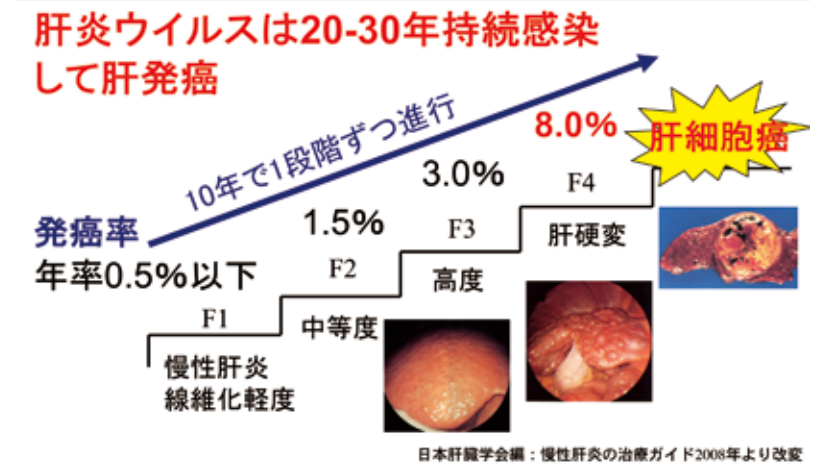 肝炎ウイルスは20-30年持続感染
して肝発癌
10年で1段階ずつ進行
8.0%
肝細胞癌
3.0%
F4
1.5%
発癌率
F3
肝硬変
年率0.5%以下
F2
高度
F1
中等度
慢性肝炎
線維化軽度
日本肝臓学会編：慢性肝炎の治療ガイド2008年より改変